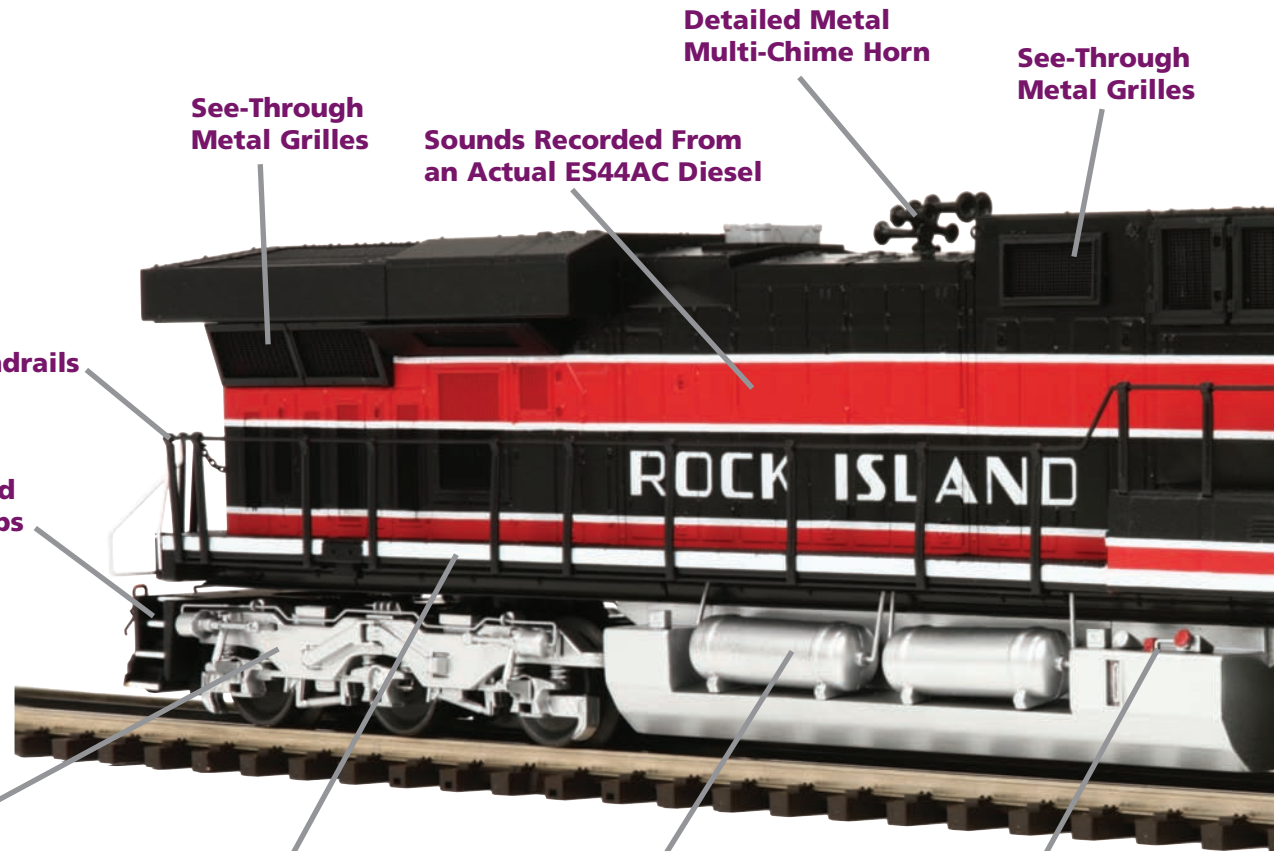 Detailed Metal
Multi-Chime Horn
See-Through
Metal Grilles
See-Through
Metal Grilles
Sounds Recorded From
an Actual ES44AC Diesel
ROCK ISLAND